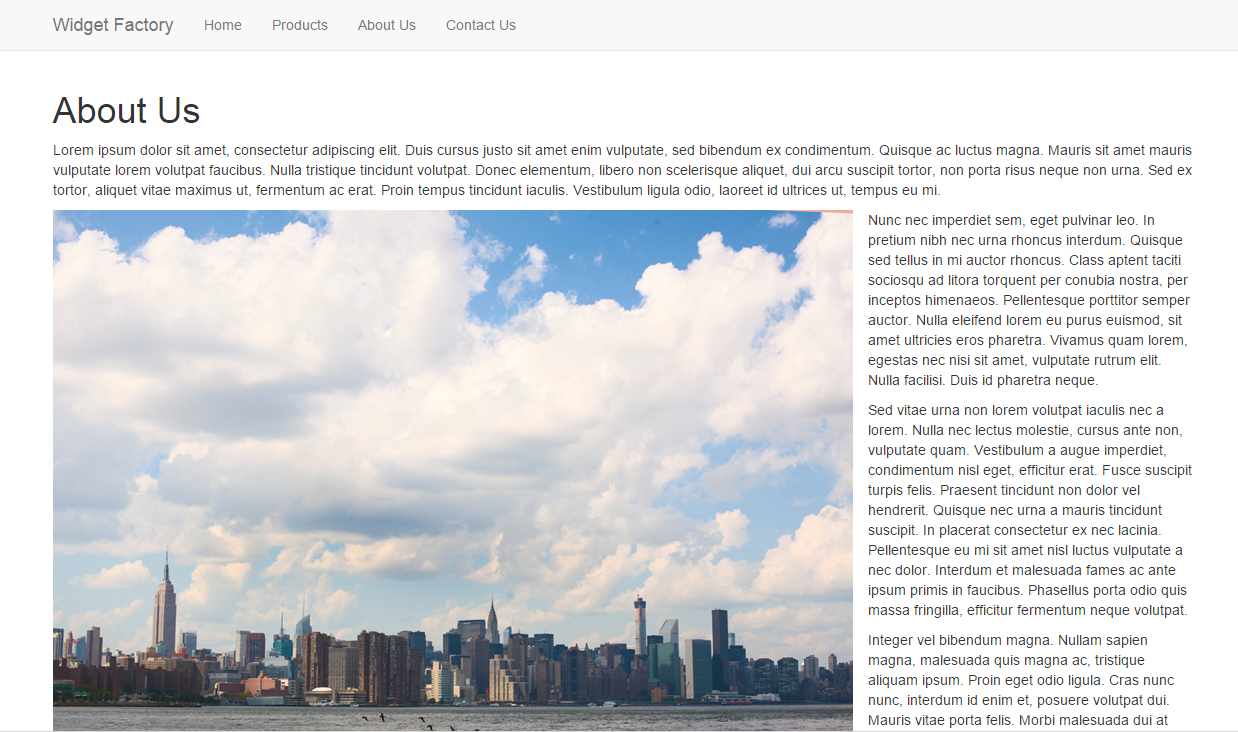 Widget Factory Home Products About Us Contact Us
About Us
Lorem ipsum dolor sit amet, consectetur adipiscing elit. Duis cursus justo sit amet enim vulputate, sed bibendum ex condimentum. Quisque ac luctus magna. Mauris sit amet mauris
vulputate lorem volutpat faucibus. Nulla tristique tincidunt volutpat. Donec elementum, libero non scelerisque aliquet, dui arcu suscipit tortor, non porta risus neque non urna. Sed ex
tortor, aliquet vitae maximus ut, fermentum ac erat. Proin tempus tincidunt iaculis. Vestibulum ligula odio, laoreet id ultrices ut, tempus eu mi.
Nunc nec imperdiet sem, eget pulvinar leo. In
pretium nibh nec urna rhoncus interdum. Quisque
sed tellus in mi auctor rhoncus. Class aptent taciti
sociosqu ad litora torquent per conubia nostra, per
inceptos himenaeos. Pellentesque porttitor semper
auctor. Nulla eleifend lorem eu purus euismod, sit
amet ultricies eros pharetra. Vivamus quam lorem,
egestas nec nisi sit amet, vulputate rutrum elit.
Nulla facilisi. Duis id pharetra neque.
Sed vitae urna non lorem volutpat iaculis nec a
lorem. Nulla nec lectus molestie, cursus ante non,
vulputate quam. Vestibulum a augue imperdiet,
condimentum nisl eget, efficitur erat. Fusce suscipit
turpis felis. Praesent tincidunt non dolor vel
hendrerit. Quisque nec urna a mauris tincidunt
suscipit. In placerat consectetur ex nec lacinia.
Pellentesque eu mi sit amet nisl luctus vulputate a
nec dolor. Interdum et malesuada fames ac ante
ipsum primis in faucibus. Phasellus porta odio quis
massa fringilla, efficitur fermentum neque volutpat.
Integer vel bibendum magna. Nullam sapien
magna, malesuada quis magna ac, tristique
aliquam ipsum. Proin eget odio ligula. Cras nunc
nunc, interdum id enim et, posuere volutpat dui.
Mauris vitae porta felis. Morbi malesuada dui at